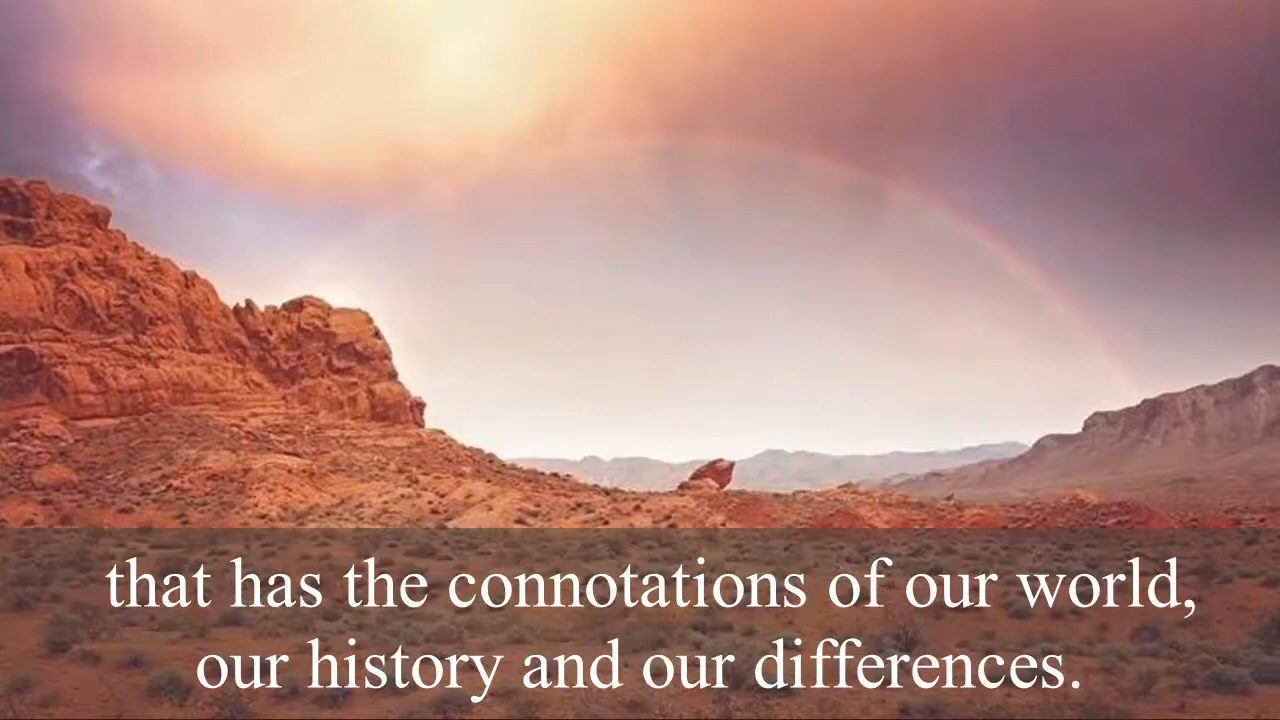 that has the connotations of our world,
our history and our differences.